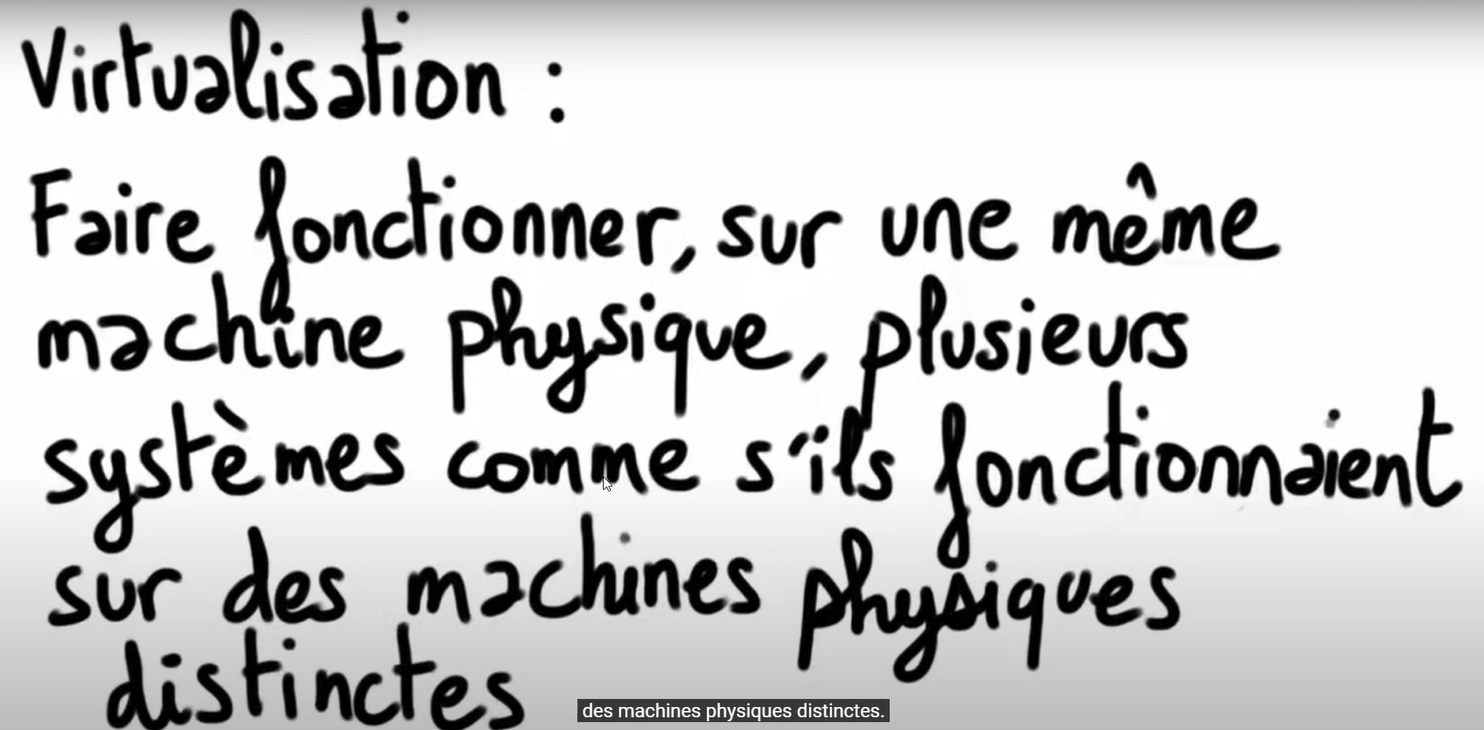 Virtualisation :
Faire fonctionner, sur une même
machine physique, plusieurs
systèmes comme s'ils fonctionnaient
sur des machines physiques
distinctes
des machines physiques distinctes.